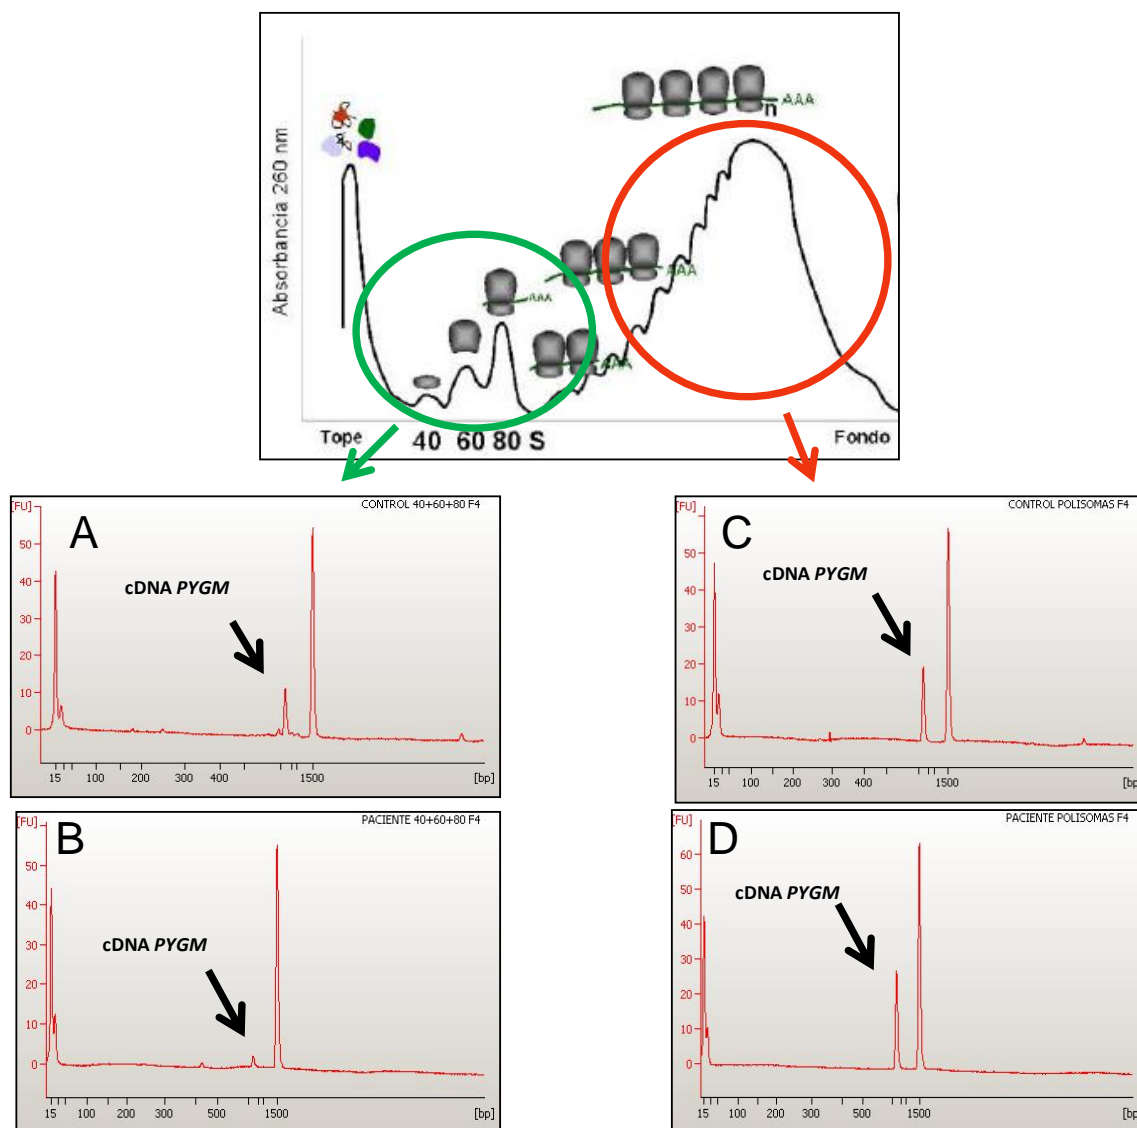 Absorbancia 260 nm
AAA
n
AAA
AAA
AAA
Tope
40 60 80 S
Fondo
[FU]
CONTROL 40+60+80 F4
A
cDNA PYGM
50
40
30
20
10
0
15 100 200 300 400 1500 [bp]
[FU]
CONTROL POLISOMAS F4
C
cDNA PYGM
50
40
30
20
10
0
15 100 200 300 400 1500 [bp
[FU]
PACIENTE 40+60+80 F4
B
cDNA PYGM
50
40
30
20
10
0
15 100 200 300 500 1500 [bp]
[FU]
PACIENTE POLISOMAS F4
D
cDNA PYGM
60
50
40
30
20
10
0
15 100 200 300 500 1500 [bp]